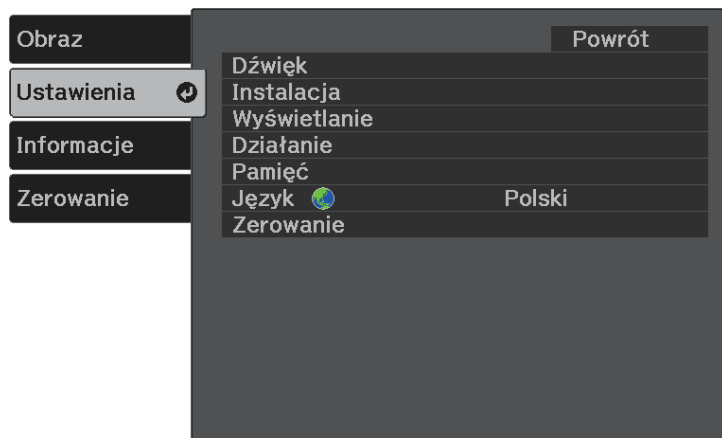 Obraz
Ustawienia
Informacje
Zerowanie
Powrót
Dźwięk
Instalacja
Wyświetlanie
Działanie
Pamięć
Język Polski
Zerowanie